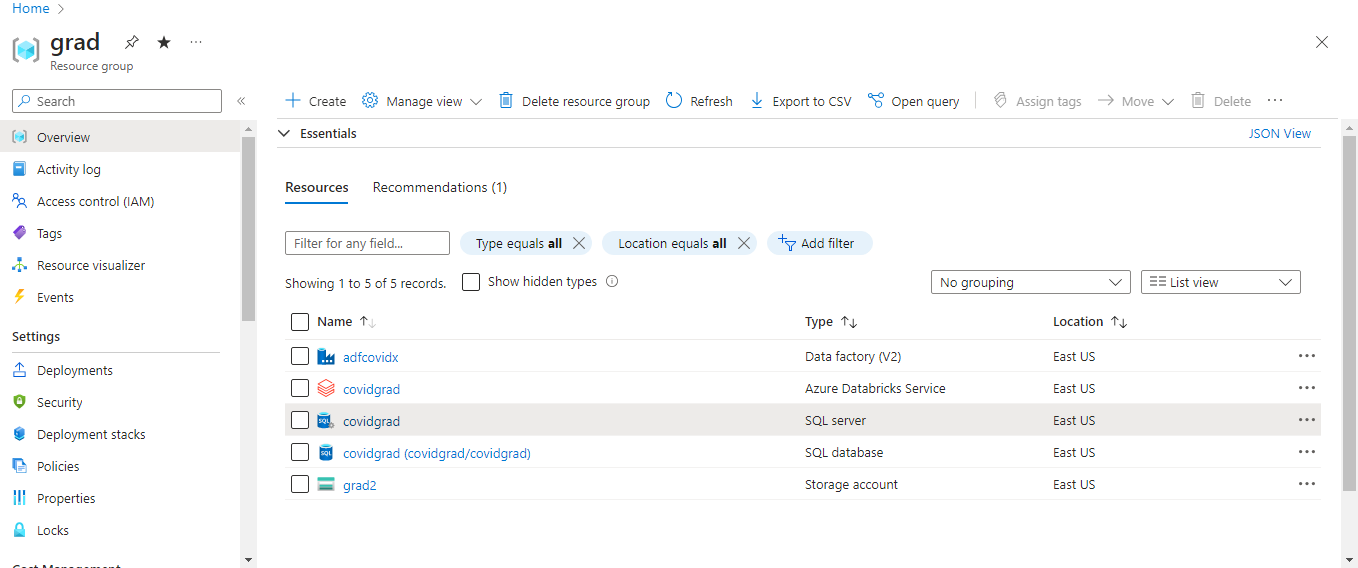 Home
grad
Resource group
Search
Create Manage view Delete resource group Refresh Export to CSV Open query Assign tags Move Delete
Overview
Activity log
Access control (IAM)
Tags
Resource visualizer
Events
Settings
Deployments
Security
Deployment stacks
Policies
Properties
Locks
Cost Management
Essentials JSON View
Resources Recommendations (1)
Filter for any field... Type equals all Location equals all Add filter
Showing 1 to 5 of 5 records. Show hidden types No grouping List view
Name Type Location
adfcovidx Data factory (V2) East US
covidgrad Azure Databricks Service East US
SQL covidgrad SQL server East US
SQL covidgrad (covidgrad/covidgrad) SQL database East US
grad2 Storage account East US